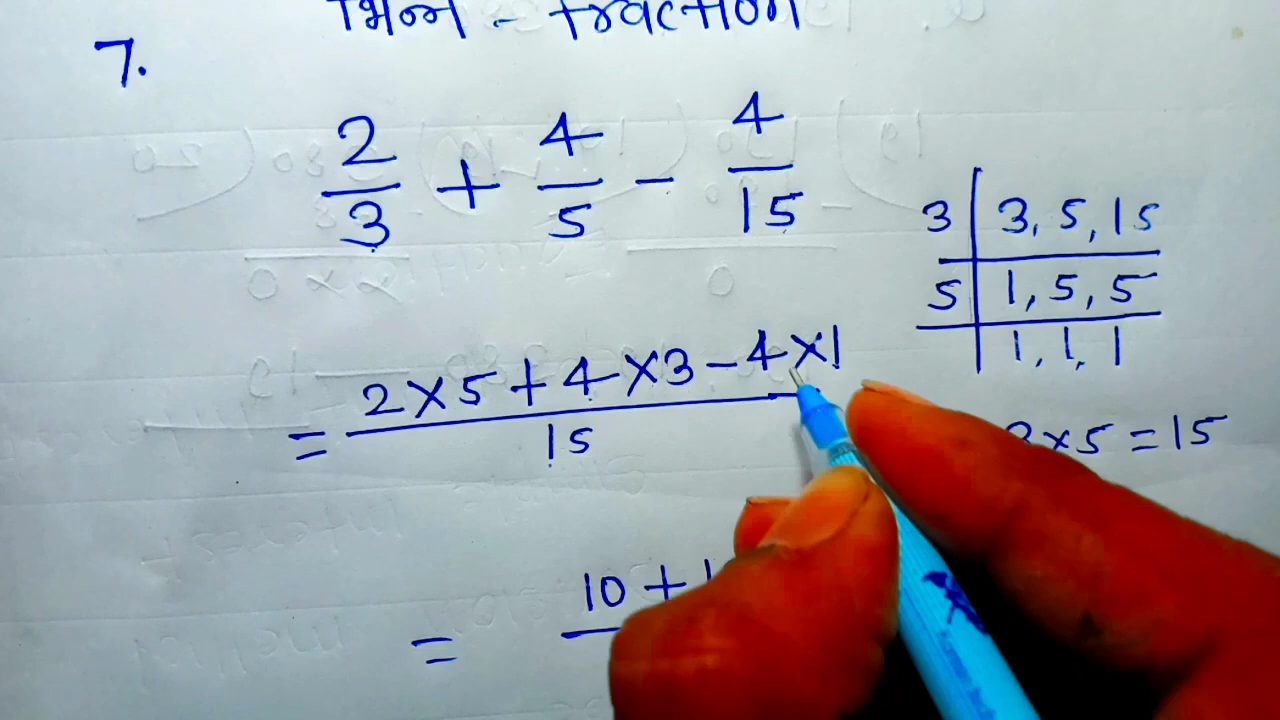 भिन्न - fraction
7.
2/3 + 4/5 - 4/15
3 | 3, 5, 15
5 | 1, 5, 5
1, 1, 1
= 2×5+4×3-4×1 / 15
3×5=15
= 10 +